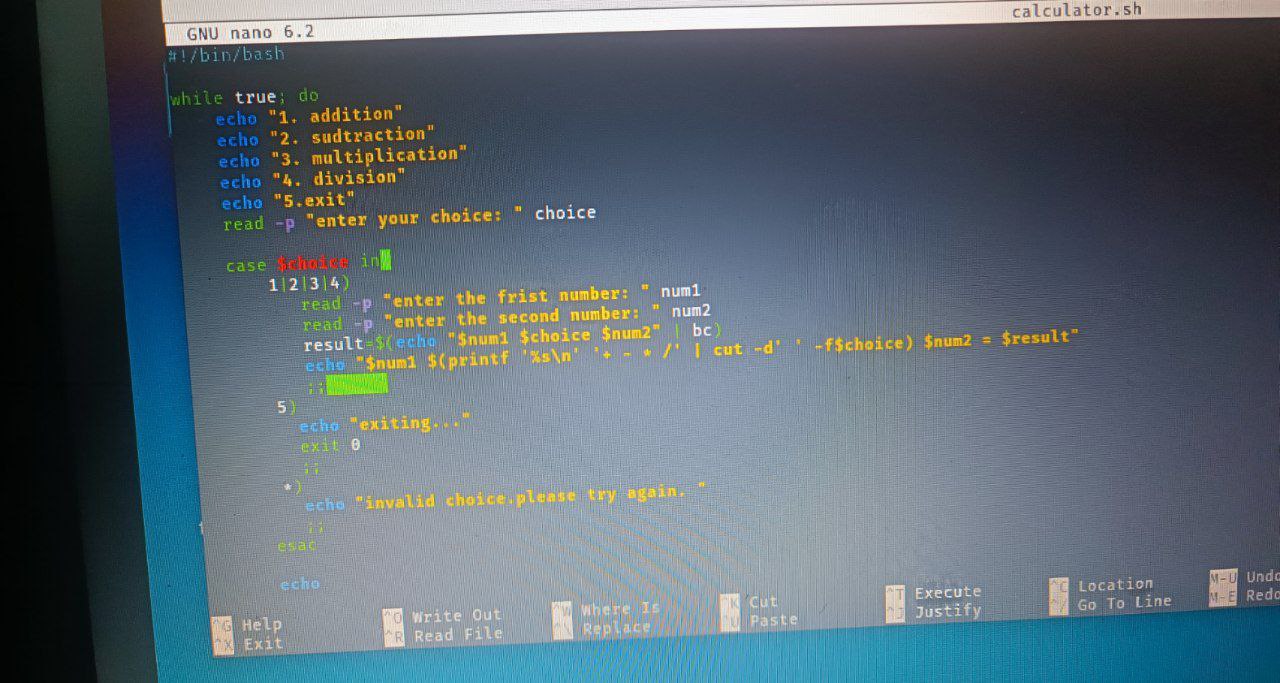 GNU nano 6.2 calculator.sh
#!/bin/bash
while true; do
echo "1. addition"
echo "2. sudtraction"
echo "3. multiplication"
echo "4. division"
echo "5.exit"
read -p "enter your choice: " choice
case $choice in
1|2|3|4)
read -p "enter the frist number: " num1
read -p "enter the second number: " num2
result=$(echo "$num1 $choice $num2" | bc)
echo "$num1 $(printf '%s\n' '+ - * /' | cut -d' ' -f$choice) $num2 = $result"
;;
5)
echo "exiting..."
exit 0
;;
*)
echo "invalid choice.please try again. "
;;
esac
echo
^G Help ^O Write Out ^W Where Is ^K Cut ^T Execute ^C Location M-U Undo
^X Exit ^R Read File ^\ Replace ^U Paste ^J Justify ^/ Go To Line M-E Redo